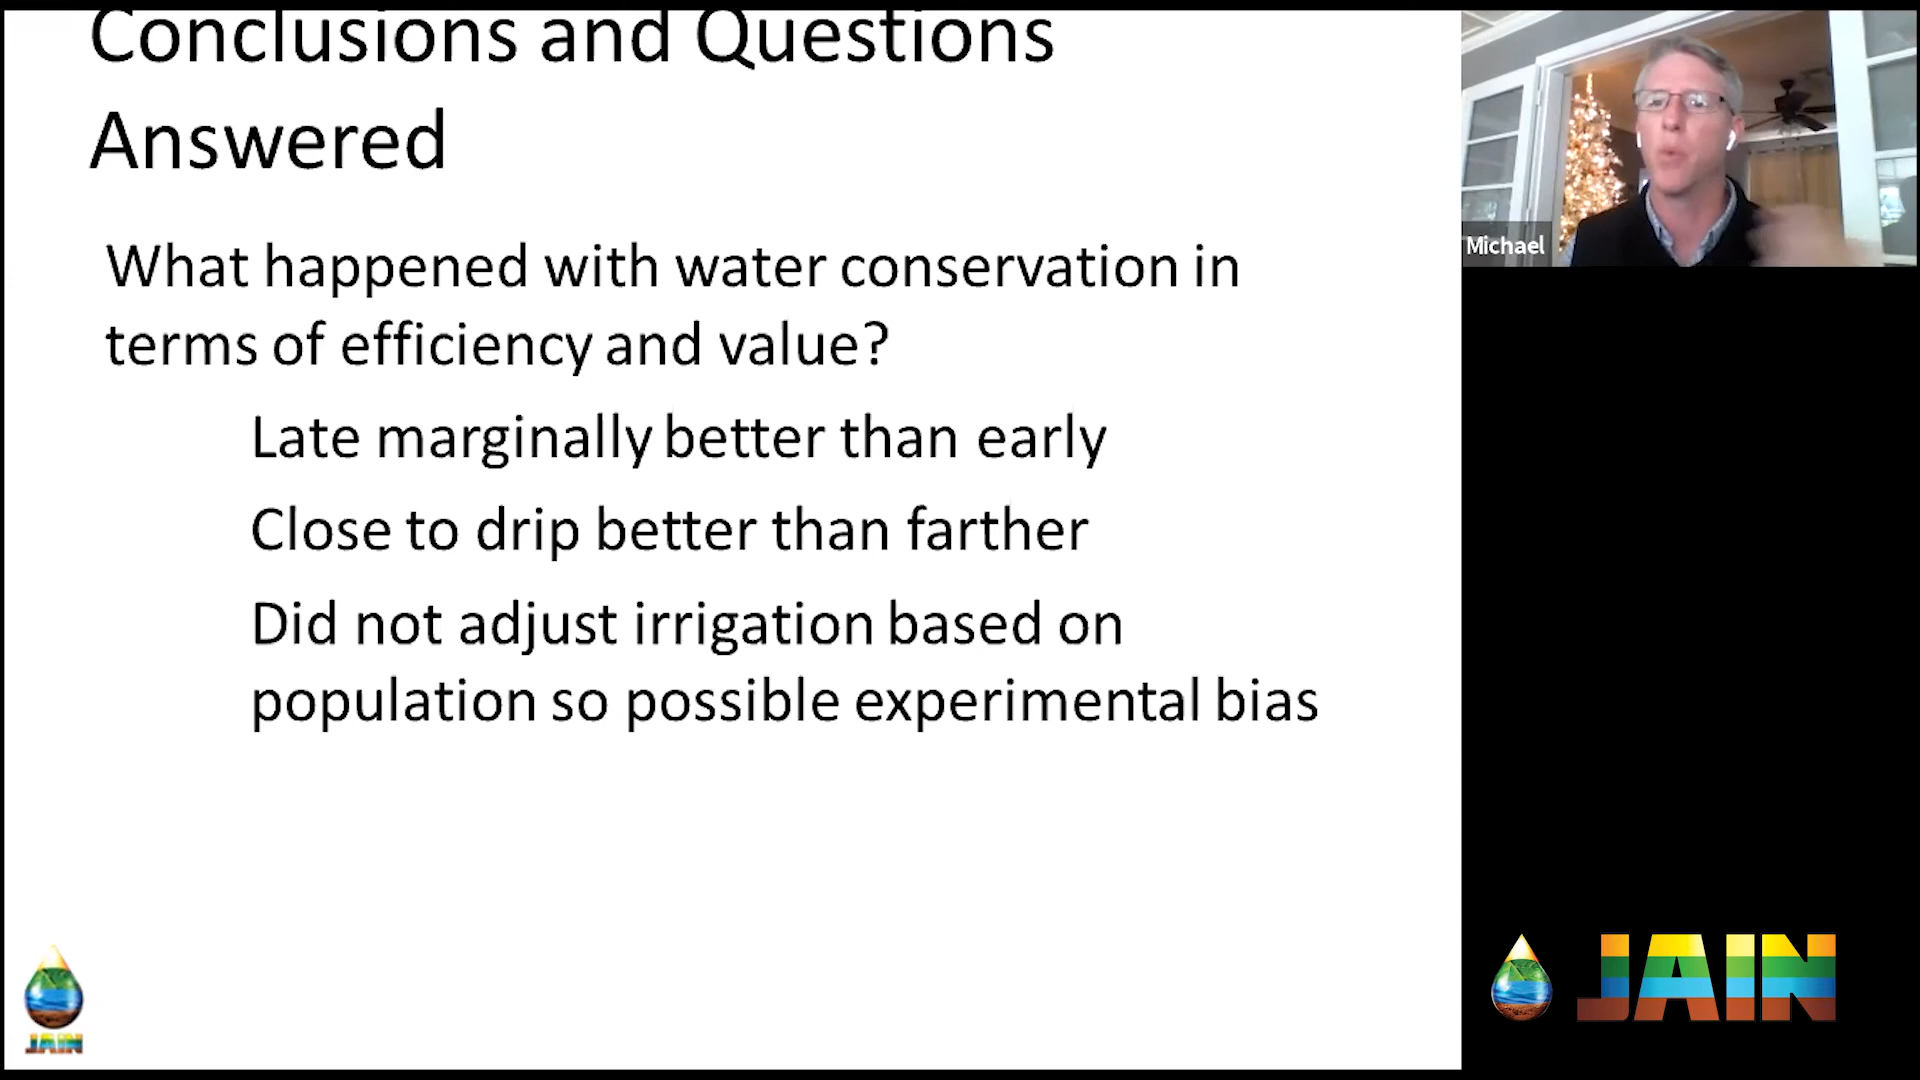 Conclusions and Questions
Answered
What happened with water conservation in
terms of efficiency and value?
Late marginally better than early
Close to drip better than farther
Did not adjust irrigation based on
population so possible experimental bias
JAIN
Michael
JAIN